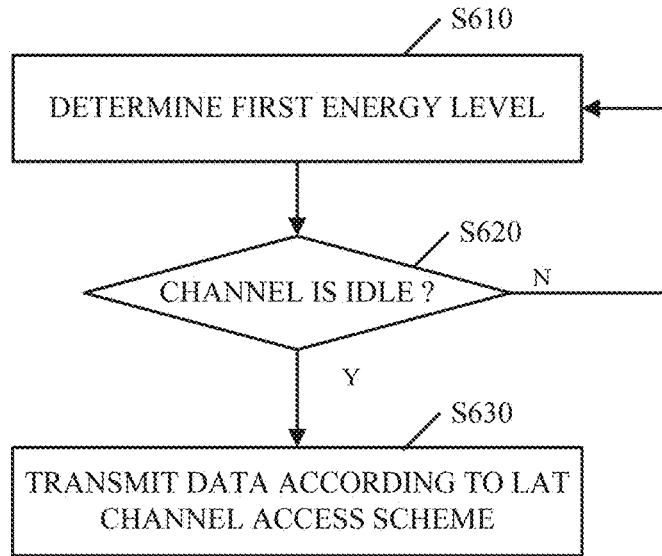 S610
DETERMINE FIRST ENERGY LEVEL
S620
CHANNEL IS IDLE ?
N
Y
S630
TRANSMIT DATA ACCORDING TO LAT
CHANNEL ACCESS SCHEME